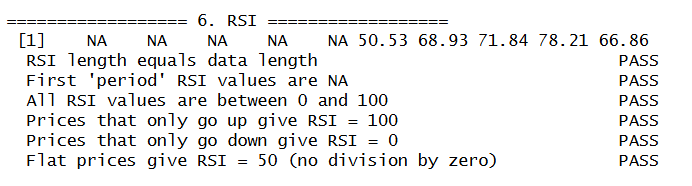 ================== 6. RSI ==================
[1] NA NA NA NA NA 50.53 68.93 71.84 78.21 66.86
RSI length equals data length PASS
First 'period' RSI values are NA PASS
All RSI values are between 0 and 100 PASS
Prices that only go up give RSI = 100 PASS
Prices that only go down give RSI = 0 PASS
Flat prices give RSI = 50 (no division by zero) PASS